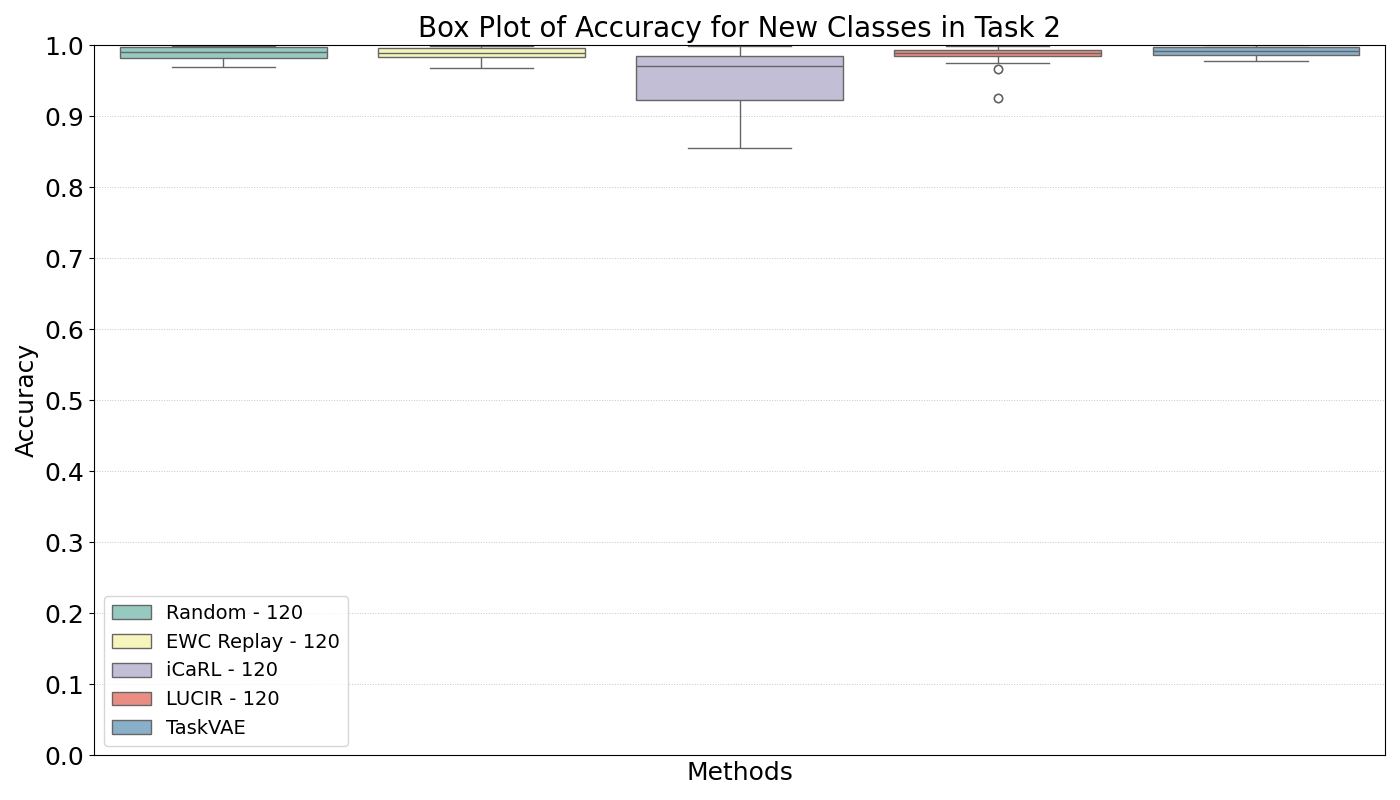 Box Plot of Accuracy for New Classes in Task 2
1.0
0.9
0.8
0.7
0.6
0.5
0.4
0.3
0.2
0.1
0.0
Accuracy
Random - 120
EWC Replay - 120
iCaRL - 120
LUCIR - 120
TaskVAE
Methods